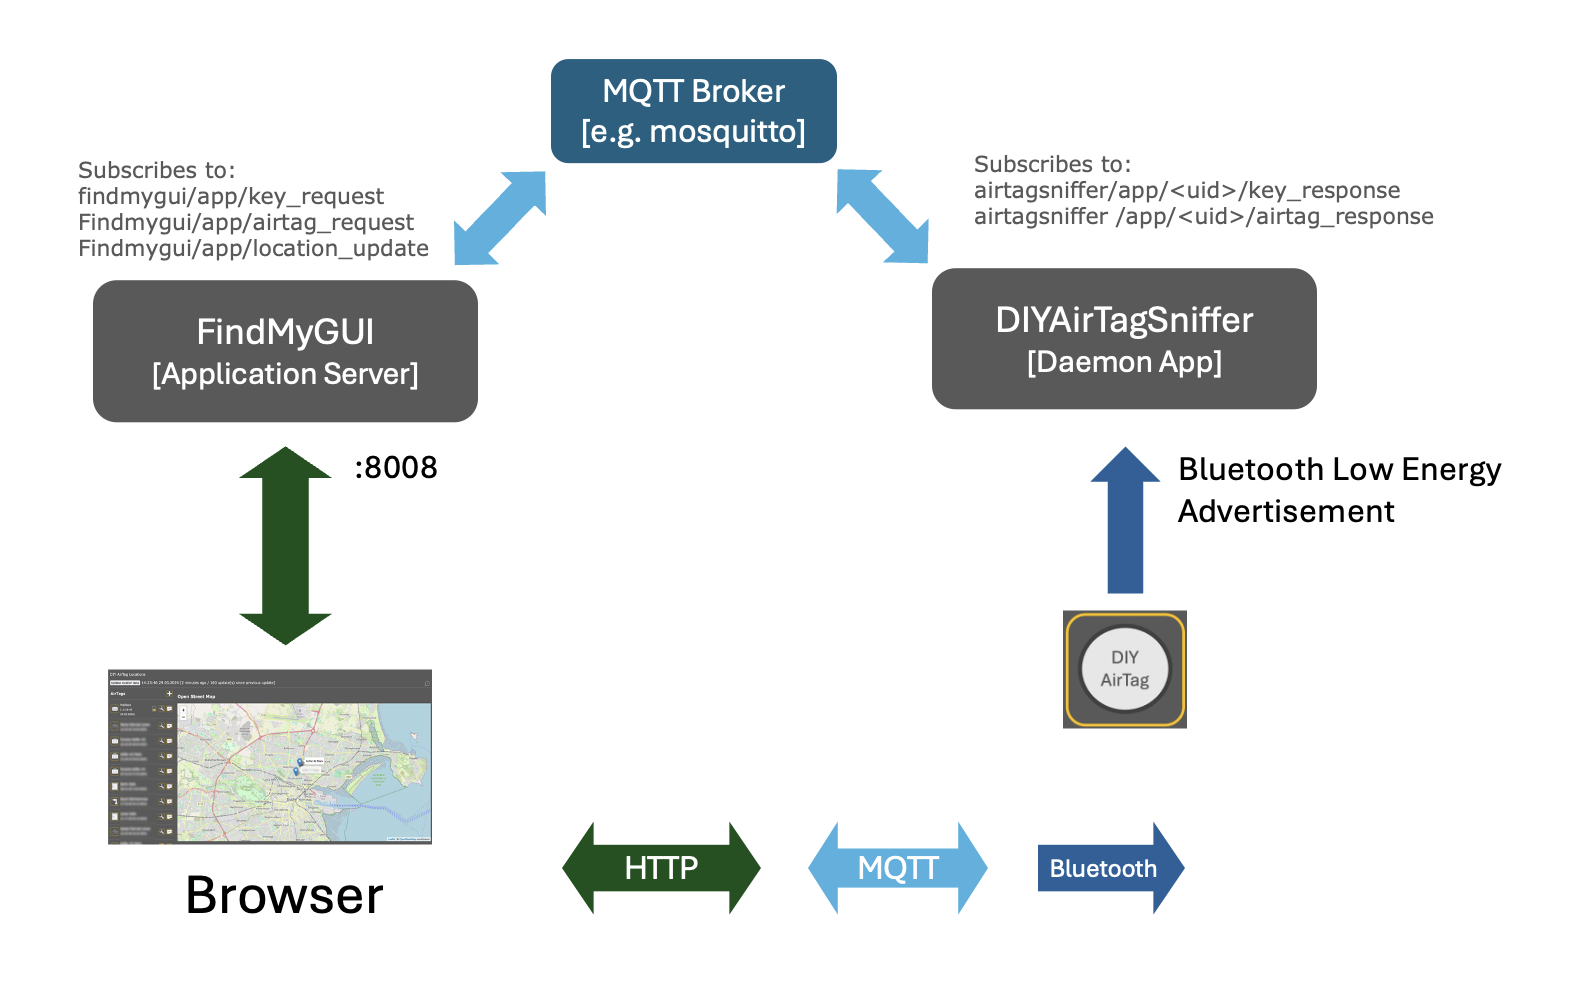 MQTT Broker
[e.g. mosquitto]
Subscribes to:
findmygui/app/key_request
Findmygui/app/airtag_request
Findmygui/app/location_update
Subscribes to:
airtagsniffer/app/<uid>/key_response
airtagsniffer /app/<uid>/airtag_response
FindMyGUI
[Application Server]
DIYAirTagSniffer
[Daemon App]
:8008
Bluetooth Low Energy
Advertisement
DIY
AirTag
DIY AirTag Locations
AirTags
Open Street Map
Browser
HTTP
MQTT
Bluetooth